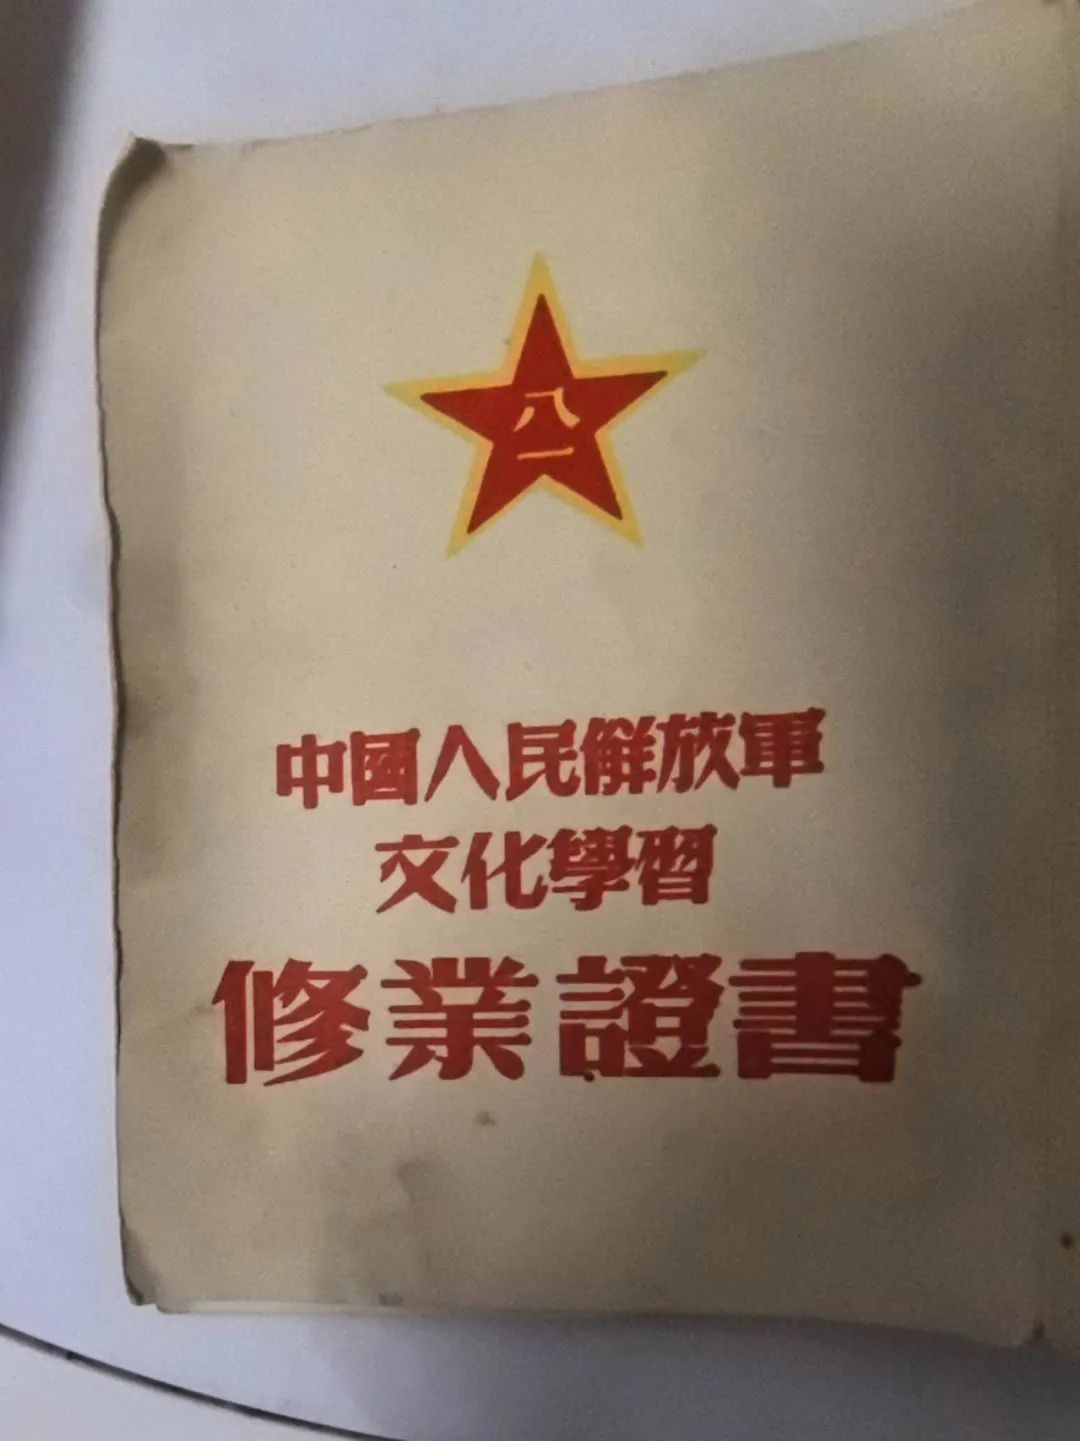 八一
中國人民解放軍
文化學習
修業證書